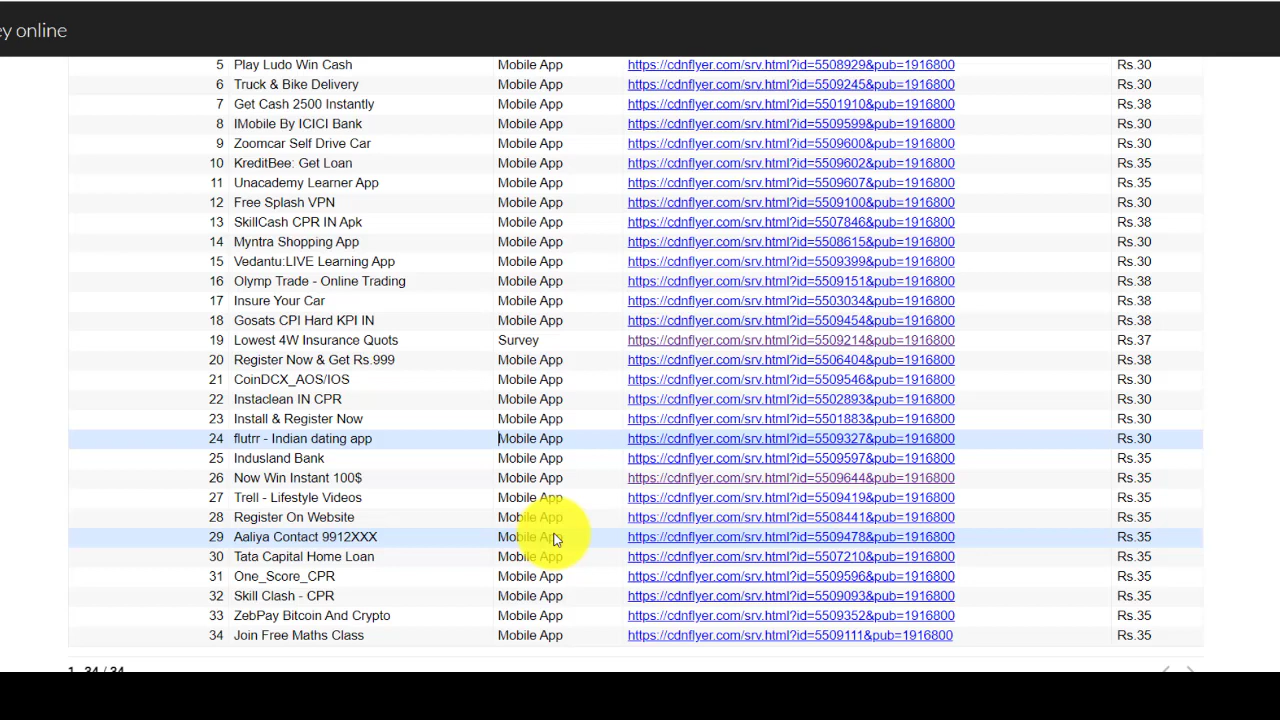 ey online
5 Play Ludo Win Cash Mobile App https://cdnflyer.com/srv.html?id=5508929&pub=1916800 Rs.30
6 Truck & Bike Delivery Mobile App https://cdnflyer.com/srv.html?id=5509245&pub=1916800 Rs.30
7 Get Cash 2500 Instantly Mobile App https://cdnflyer.com/srv.html?id=5501910&pub=1916800 Rs.38
8 IMobile By ICICI Bank Mobile App https://cdnflyer.com/srv.html?id=5509599&pub=1916800 Rs.30
9 Zoomcar Self Drive Car Mobile App https://cdnflyer.com/srv.html?id=5509600&pub=1916800 Rs.30
10 KreditBee: Get Loan Mobile App https://cdnflyer.com/srv.html?id=5509602&pub=1916800 Rs.35
11 Unacademy Learner App Mobile App https://cdnflyer.com/srv.html?id=5509607&pub=1916800 Rs.35
12 Free Splash VPN Mobile App https://cdnflyer.com/srv.html?id=5509100&pub=1916800 Rs.35
13 SkillCash CPR IN Apk Mobile App https://cdnflyer.com/srv.html?id=5507846&pub=1916800 Rs.38
14 Myntra Shopping App Mobile App https://cdnflyer.com/srv.html?id=5508615&pub=1916800 Rs.30
15 Vedantu:LIVE Learning App Mobile App https://cdnflyer.com/srv.html?id=5509399&pub=1916800 Rs.30
16 Olymp Trade - Online Trading Mobile App https://cdnflyer.com/srv.html?id=5509151&pub=1916800 Rs.38
17 Insure Your Car Mobile App https://cdnflyer.com/srv.html?id=5503034&pub=1916800 Rs.38
18 Gosats CPI Hard KPI IN Mobile App https://cdnflyer.com/srv.html?id=5509454&pub=1916800 Rs.38
19 Lowest 4W Insurance Quots Survey https://cdnflyer.com/srv.html?id=5509214&pub=1916800 Rs.37
20 Register Now & Get Rs.999 Mobile App https://cdnflyer.com/srv.html?id=5506404&pub=1916800 Rs.38
21 CoinDCX_AOS/IOS Mobile App https://cdnflyer.com/srv.html?id=5509546&pub=1916800 Rs.30
22 Instaclean IN CPR Mobile App https://cdnflyer.com/srv.html?id=5502893&pub=1916800 Rs.30
23 Install & Register Now Mobile App https://cdnflyer.com/srv.html?id=5501883&pub=1916800 Rs.30
24 flutrr - Indian dating app Mobile App https://cdnflyer.com/srv.html?id=5509327&pub=1916800 Rs.30
25 Indusland Bank Mobile App https://cdnflyer.com/srv.html?id=5509597&pub=1916800 Rs.35
26 Now Win Instant 100$ Mobile App https://cdnflyer.com/srv.html?id=5509644&pub=1916800 Rs.35
27 Trell - Lifestyle Videos Mobile App https://cdnflyer.com/srv.html?id=5509419&pub=1916800 Rs.35
28 Register On Website Mobile App https://cdnflyer.com/srv.html?id=5508441&pub=1916800 Rs.35
29 Aaliya Contact 9912XXX Mobile App https://cdnflyer.com/srv.html?id=5509478&pub=1916800 Rs.35
30 Tata Capital Home Loan Mobile App https://cdnflyer.com/srv.html?id=5507210&pub=1916800 Rs.35
31 One_Score_CPR Mobile App https://cdnflyer.com/srv.html?id=5509596&pub=1916800 Rs.35
32 Skill Clash - CPR Mobile App https://cdnflyer.com/srv.html?id=5509093&pub=1916800 Rs.35
33 ZebPay Bitcoin And Crypto Mobile App https://cdnflyer.com/srv.html?id=5509352&pub=1916800 Rs.35
34 Join Free Maths Class Mobile App https://cdnflyer.com/srv.html?id=5509111&pub=1916800 Rs.35
1 - 34 / 34